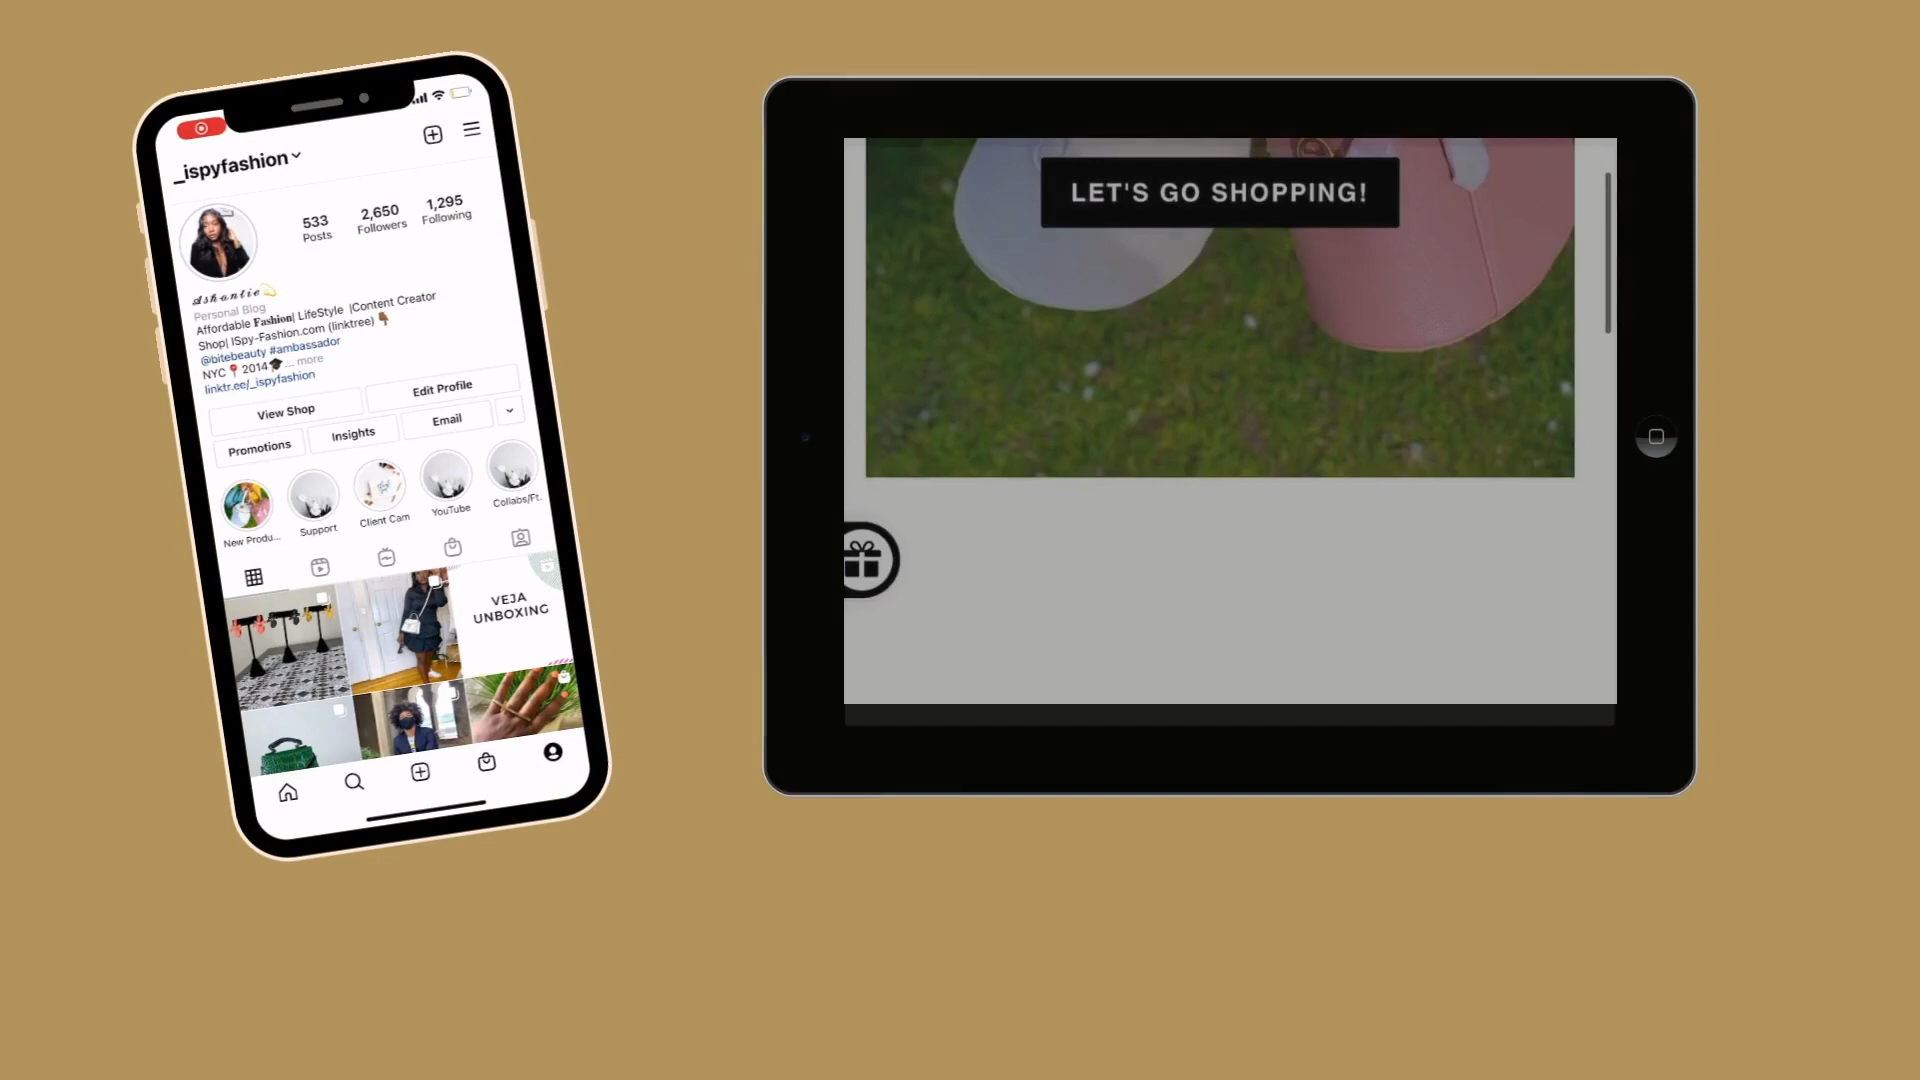 _ispyfashion
533
Posts
2,650
Followers
1,295
Following
𝓐𝓼𝓱𝓪𝓷𝓽𝓲𝓮💫
Personal Blog
Affordable 𝐅𝐚𝐬𝐡𝐢𝐨𝐧| LifeStyle |Content Creator
Shop| ISpy-Fashion.com (linktree) 👇🏾
@bitebeauty #ambassador
NYC📍2014🎓... more
linktr.ee/_ispyfashion
View Shop
Edit Profile
Promotions
Insights
Email
New Produ...
Support
Client Cam
YouTube
Collabs/Ft.
VEJA
UNBOXING
LET'S GO SHOPPING!